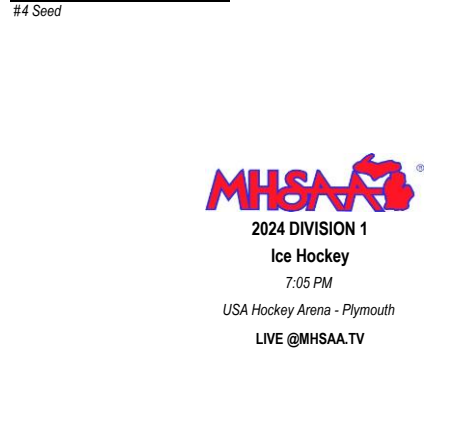 #4 Seed
MHSAA®
2024 DIVISION 1
Ice Hockey
7:05 PM
USA Hockey Arena - Plymouth
LIVE @MHSAA.TV